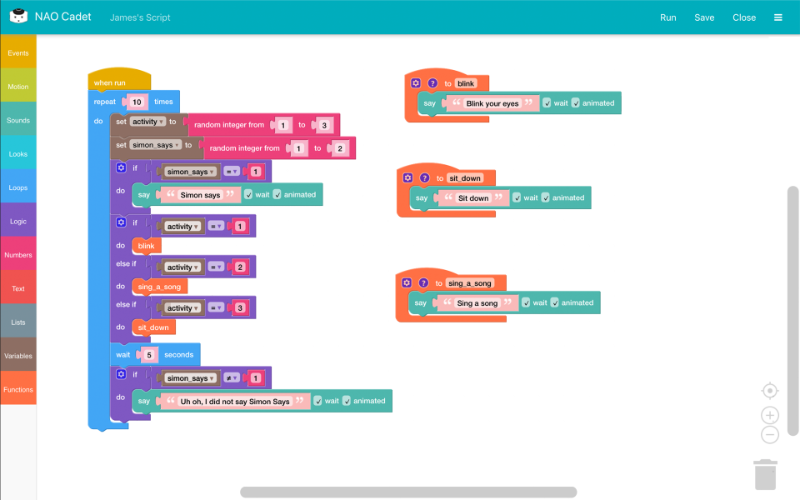 NAO Cadet James's Script Run Save Close
Events
Motion
Sounds
Looks
Loops
Logic
Numbers
Text
Lists
Variables
Functions
when run
repeat 10 times
do set activity ▾ to random integer from 1 to 3
set simon_says ▾ to random integer from 1 to 2
if simon_says ▾ = ▾ 1
do say “ Simon says ” ✓ wait ✓ animated
if activity ▾ = ▾ 1
do blink
else if activity ▾ = ▾ 2
do sing_a_song
else if activity ▾ = ▾ 3
do sit_down
wait 5 seconds
if simon_says ▾ ≠ ▾ 1
do say “ Uh oh, I did not say Simon Says ” ✓ wait ✓ animated
? to blink
say “ Blink your eyes ” ✓ wait ✓ animated
? to sit_down
say “ Sit down ” ✓ wait ✓ animated
? to sing_a_song
say “ Sing a song ” ✓ wait ✓ animated